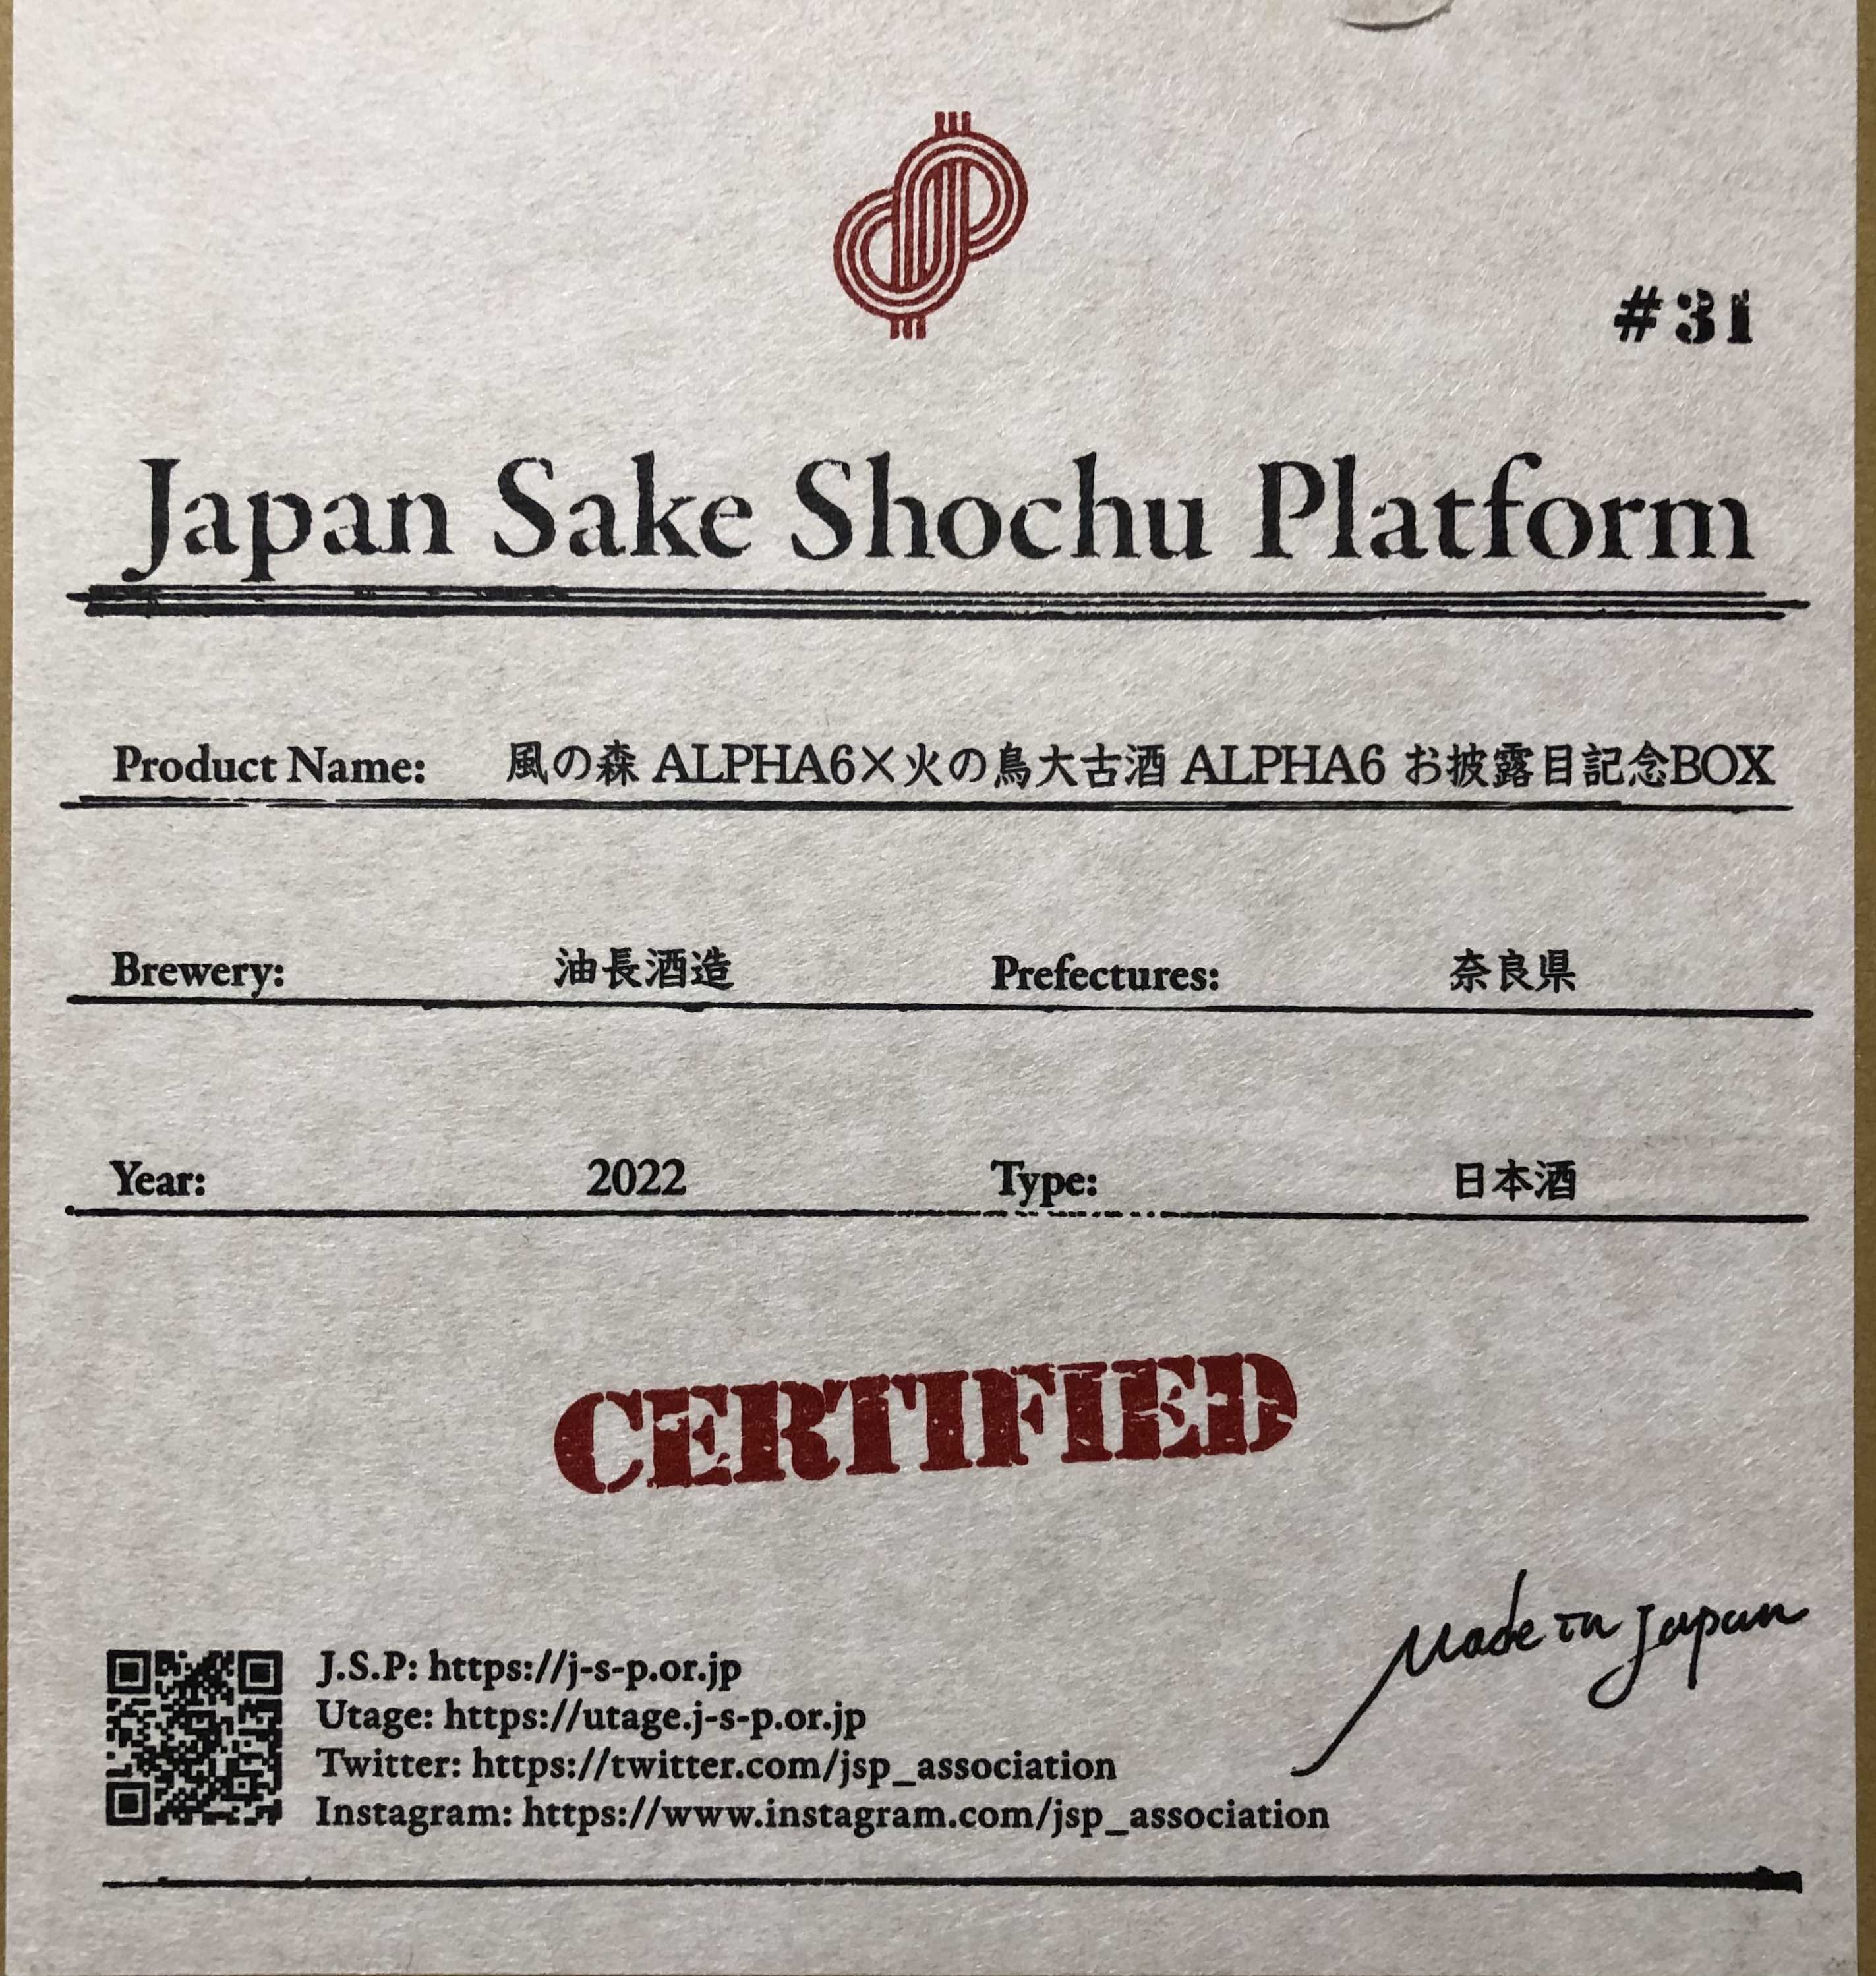 #31
Japan Sake Shochu Platform
Product Name: 風の森 ALPHA6×火の鳥大古酒 ALPHA6 お披露目記念BOX
Brewery: 油長酒造 Prefectures: 奈良県
Year: 2022 Type: 日本酒
CERTIFIED
Made in Japan
J.S.P: https://j-s-p.or.jp
Utage: https://utage.j-s-p.or.jp
Twitter: https://twitter.com/jsp_association
Instagram: https://www.instagram.com/jsp_association